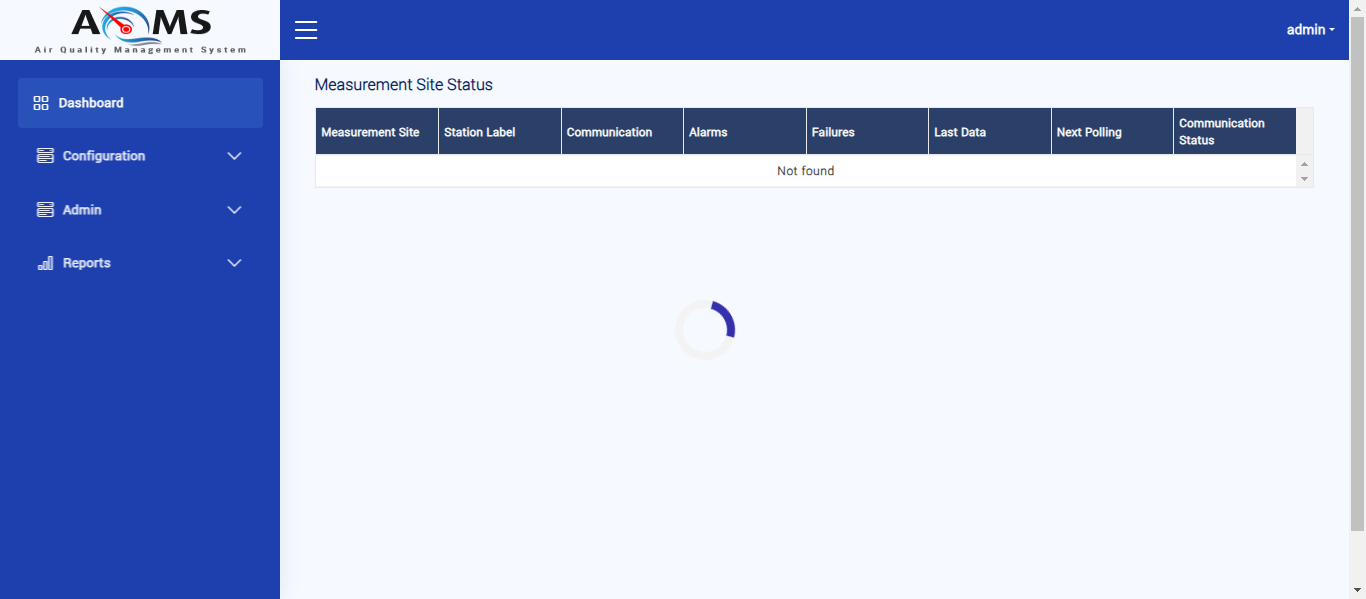 AQMS
Air Quality Management System
admin
Dashboard
Configuration
Admin
Reports
Measurement Site Status
Measurement Site
Station Label
Communication
Alarms
Failures
Last Data
Next Polling
Communication
Status
Not found